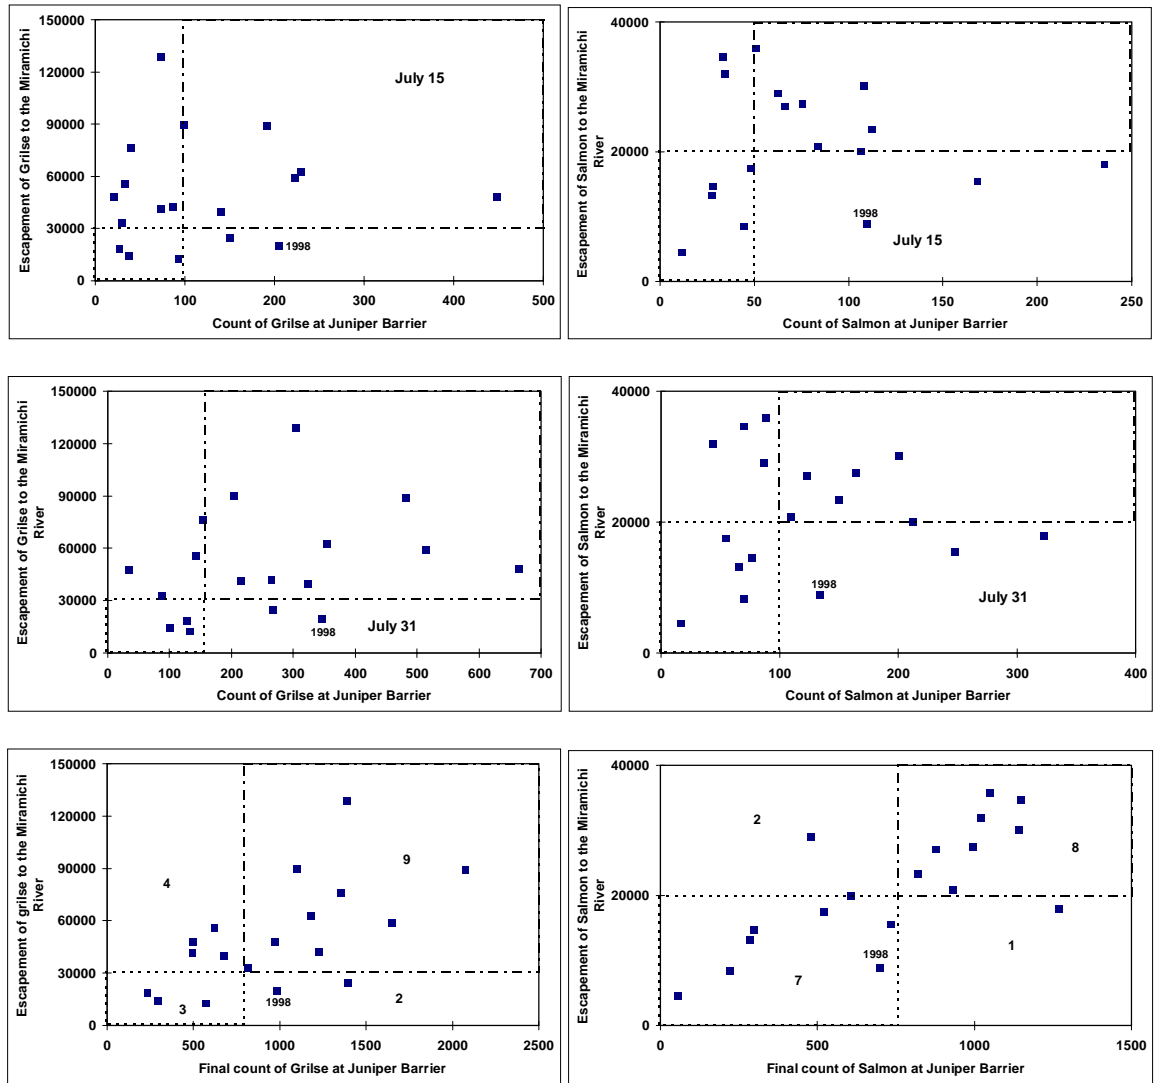 Escapement of Grilse to the Miramichi
150000
120000
90000
60000
30000
0
July 15
1998
0 100 200 300 400 500
Count of Grilse at Juniper Barrier
Escapement of Salmon to the Miramichi
River
40000
20000
0
1998
July 15
0 50 100 150 200 250
Count of Salmon at Juniper Barrier
Escapement of Grilse to the Miramichi
River
150000
120000
90000
60000
30000
0
1998
July 31
0 100 200 300 400 500 600 700
Count of Grilse at Juniper Barrier
Escapement of Salmon to the Miramichi
River
40000
20000
0
1998
July 31
0 100 200 300 400
Count of Salmon at Juniper Barrier
Escapement of grilse to the Miramichi
River
150000
120000
90000
60000
30000
0
4
9
3
1998
2
0 500 1000 1500 2000 2500
Final count of Grilse at Juniper Barrier
Escapement of Salmon to the Miramichi
River
40000
20000
0
2
8
1998
1
7
0 500 1000 1500
Final count of Salmon at Juniper Barrier